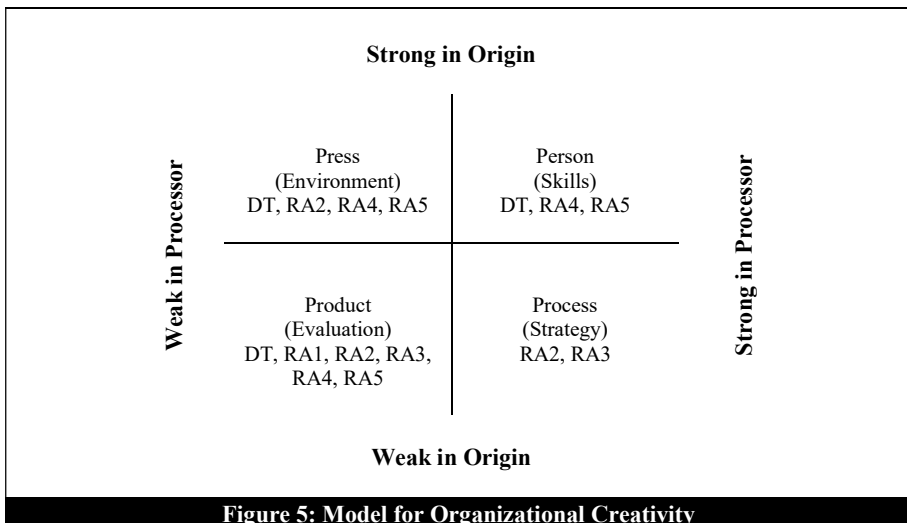 Strong in Origin
Weak in Processor
Press
(Environment)
DT, RA2, RA4, RA5
Person
(Skills)
DT, RA4, RA5
Strong in Processor
Product
(Evaluation)
DT, RA1, RA2, RA3,
RA4, RA5
Process
(Strategy)
RA2, RA3
Weak in Origin
Figure 5: Model for Organizational Creativity